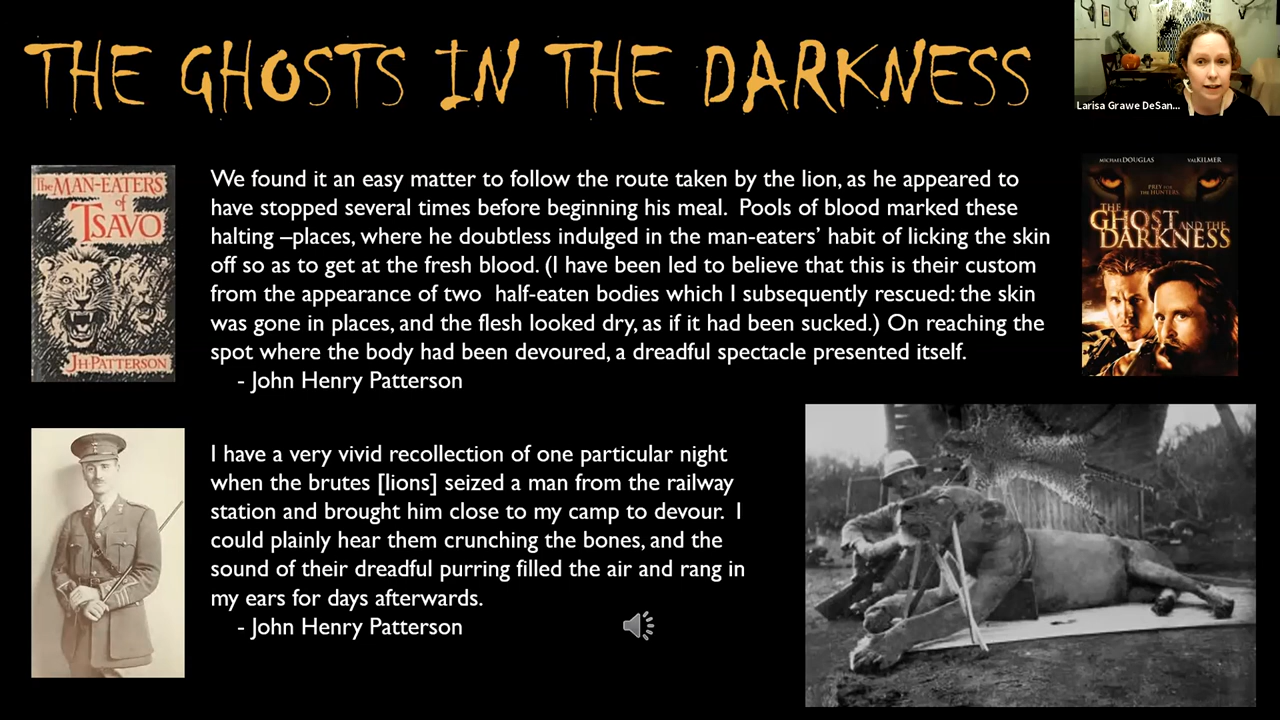 THE GHOSTS IN THE DARKNESS
Larisa Grawe DeSan...
The MAN-EATERS
of
TSAVO
J.H. PATTERSON
We found it an easy matter to follow the route taken by the lion, as he appeared to
have stopped several times before beginning his meal.  Pools of blood marked these
halting –places, where he doubtless indulged in the man-eaters’ habit of licking the skin
off so as to get at the fresh blood. (I have been led to believe that this is their custom
from the appearance of two  half-eaten bodies which I subsequently rescued: the skin
was gone in places, and the flesh looked dry, as if it had been sucked.) On reaching the
spot where the body had been devoured, a dreadful spectacle presented itself.
- John Henry Patterson
MICHAEL DOUGLAS VAL KILMER
PREY FOR
THE HUNTERS
THE
GHOST AND THE
DARKNESS
I have a very vivid recollection of one particular night
when the brutes [lions] seized a man from the railway
station and brought him close to my camp to devour.  I
could plainly hear them crunching the bones, and the
sound of their dreadful purring filled the air and rang in
my ears for days afterwards.
- John Henry Patterson